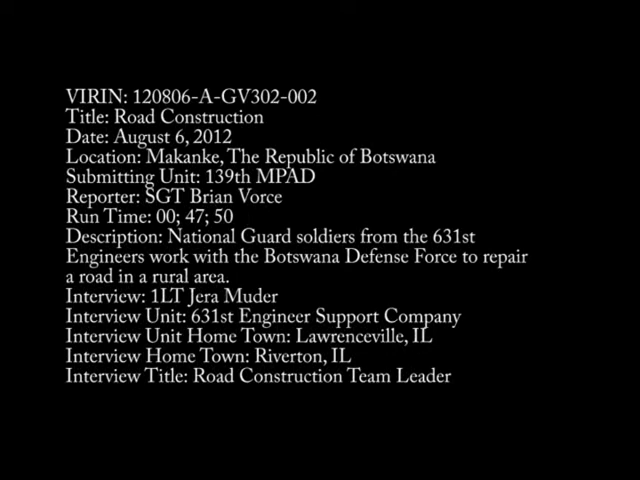 VIRIN: 120806-A-GV302-002
Title: Road Construction
Date: August 6, 2012
Location: Makanke, The Republic of Botswana
Submitting Unit: 139th MPAD
Reporter: SGT Brian Vorce
Run Time: 00; 47; 50
Description: National Guard soldiers from the 631st
Engineers work with the Botswana Defense Force to repair
a road in a rural area.
Interview: 1LT Jera Muder
Interview Unit: 631st Engineer Support Company
Interview Unit Home Town: Lawrenceville, IL
Interview Home Town: Riverton, IL
Interview Title: Road Construction Team Leader